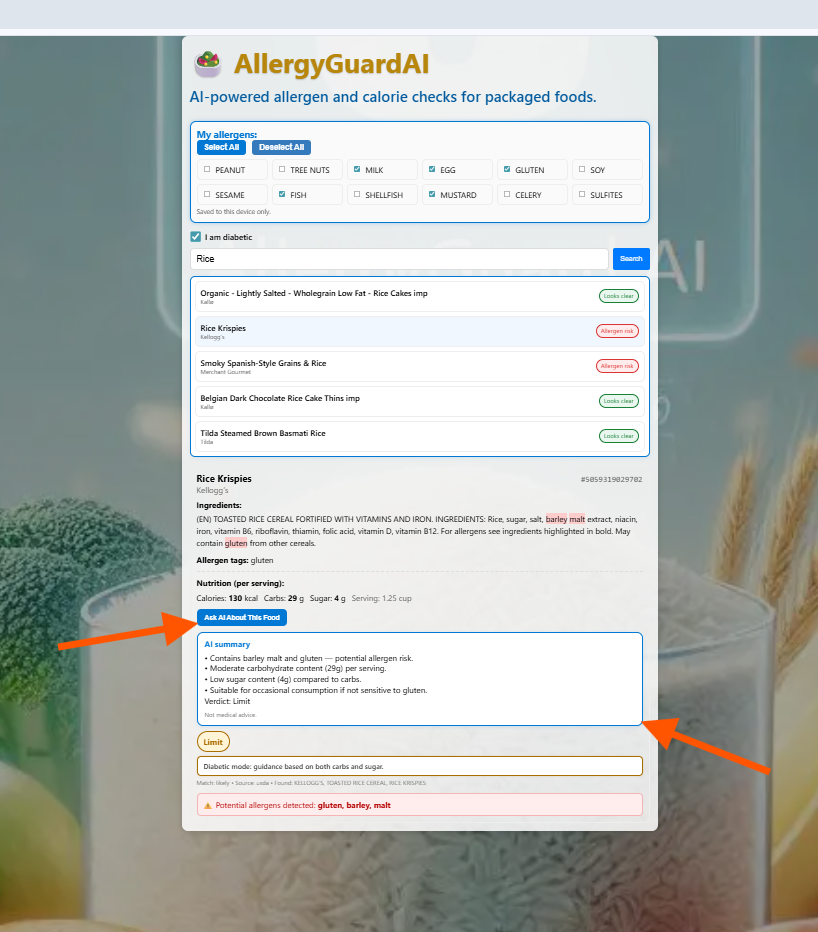 AllergyGuardAI
AI-powered allergen and calorie checks for packaged foods.
My allergens:
Select All Deselect All
PEANUT TREE NUTS MILK EGG GLUTEN SOY
SESAME FISH SHELLFISH MUSTARD CELERY SULFITES
Saved to this device only.
I am diabetic
Rice Search
Organic - Lightly Salted - Wholegrain Low Fat - Rice Cakes imp
Kallø
Looks clear
Rice Krispies
Kellogg's
Allergen risk
Smoky Spanish-Style Grains & Rice
Merchant Gourmet
Allergen risk
Belgian Dark Chocolate Rice Cake Thins imp
Kallø
Looks clear
Tilda Steamed Brown Basmati Rice
Tilda
Looks clear
Rice Krispies #5059319029702
Kellogg's
Ingredients:
(EN) TOASTED RICE CEREAL FORTIFIED WITH VITAMINS AND IRON. INGREDIENTS: Rice, sugar, salt, barley malt extract, niacin,
iron, vitamin B6, riboflavin, thiamin, folic acid, vitamin D, vitamin B12. For allergens see ingredients highlighted in bold. May
contain gluten from other cereals.
Allergen tags: gluten
Nutrition (per serving):
Calories: 130 kcal Carbs: 29 g Sugar: 4 g Serving: 1.25 cup
Ask AI About This Food
AI summary
• Contains barley malt and gluten — potential allergen risk.
• Moderate carbohydrate content (29g) per serving.
• Low sugar content (4g) compared to carbs.
• Suitable for occasional consumption if not sensitive to gluten.
Verdict: Limit
Not medical advice.
Limit
Diabetic mode: guidance based on both carbs and sugar.
Match: likely • Source: usda • Found: KELLOGG'S, TOASTED RICE CEREAL, RICE KRISPIES
⚠ Potential allergens detected: gluten, barley, malt
AI